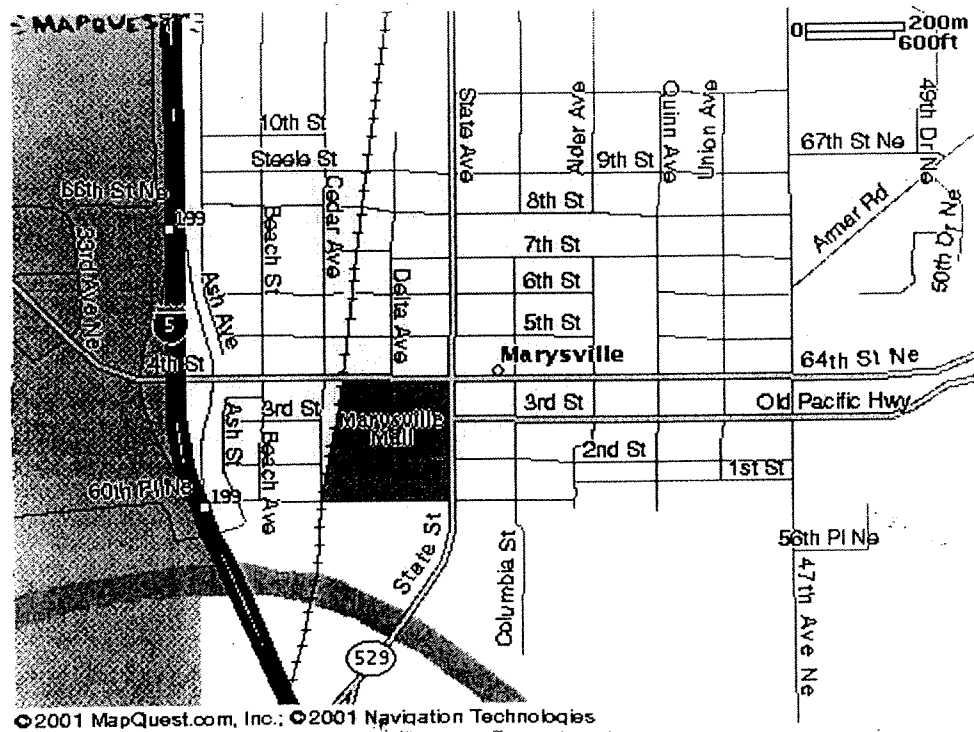 MAPQUEST
0 200m
600ft
10th St
Steele St
State Ave
Alder Ave
9th St
Quinn Ave
Union Ave
67th St Ne
49th Dr Ne
66th St Ne
199
Cedar Ave
Beach St
8th St
Armar Rd
53rd Ave Ne
7th St
6th St
Ash Ave
Delta Ave
5
5th St
4th St
Marysville
64th St Ne
Ash St
3rd St
Marysville
Mall
3rd St
Old Pacific Hwy
Beach Ave
2nd St
1st St
60th Pl Ne
199
State St
Columbia St
56th Pl Ne
47th Ave Ne
529
©2001 MapQuest.com, Inc.; ©2001 Navigation Technologies